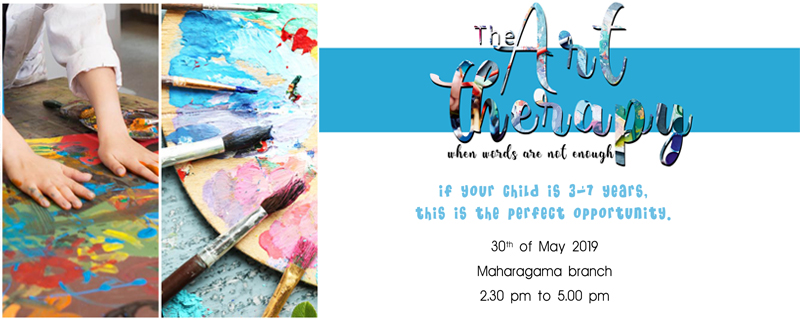 The Art
therapy
when words are not enough
if your child is 3-7 years,
this is the perfect opportunity.
30th of May 2019
Maharagama branch
2.30 pm to 5.00 pm